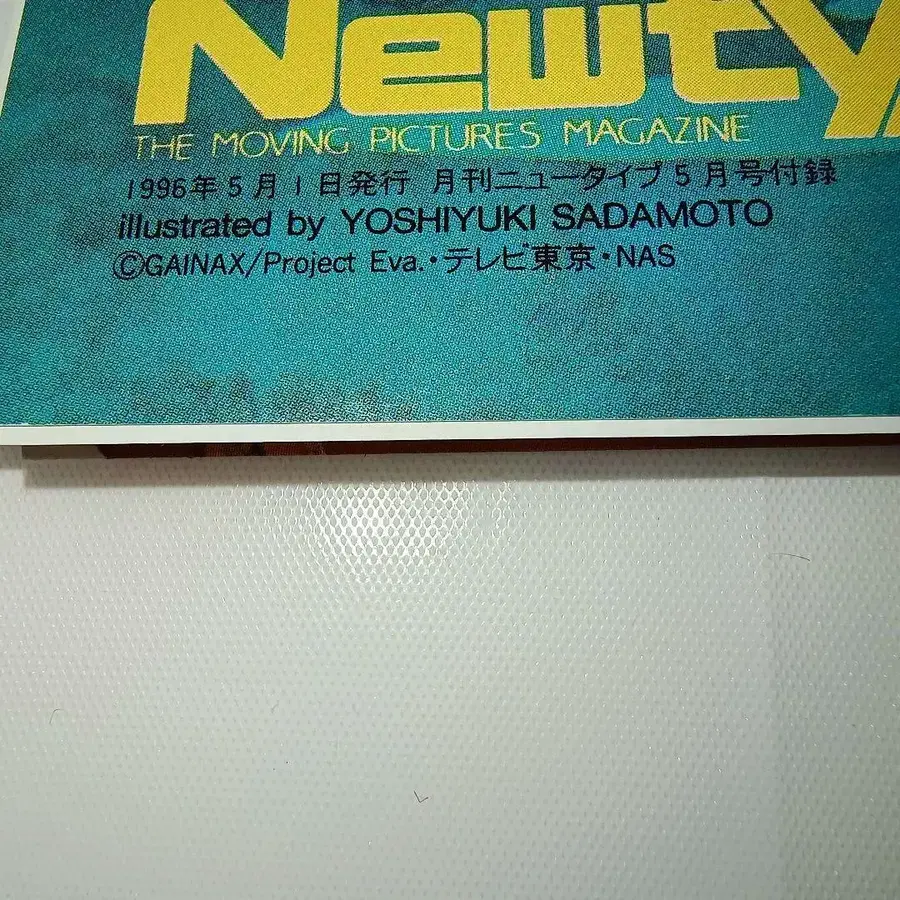 Newty
THE MOVING PICTURES MAGAZINE
1996年5月1日発行 月刊ニュータイプ5月号付録
illustrated by YOSHIYUKI SADAMOTO
©GAINAX/Project Eva.・テレビ東京・NAS